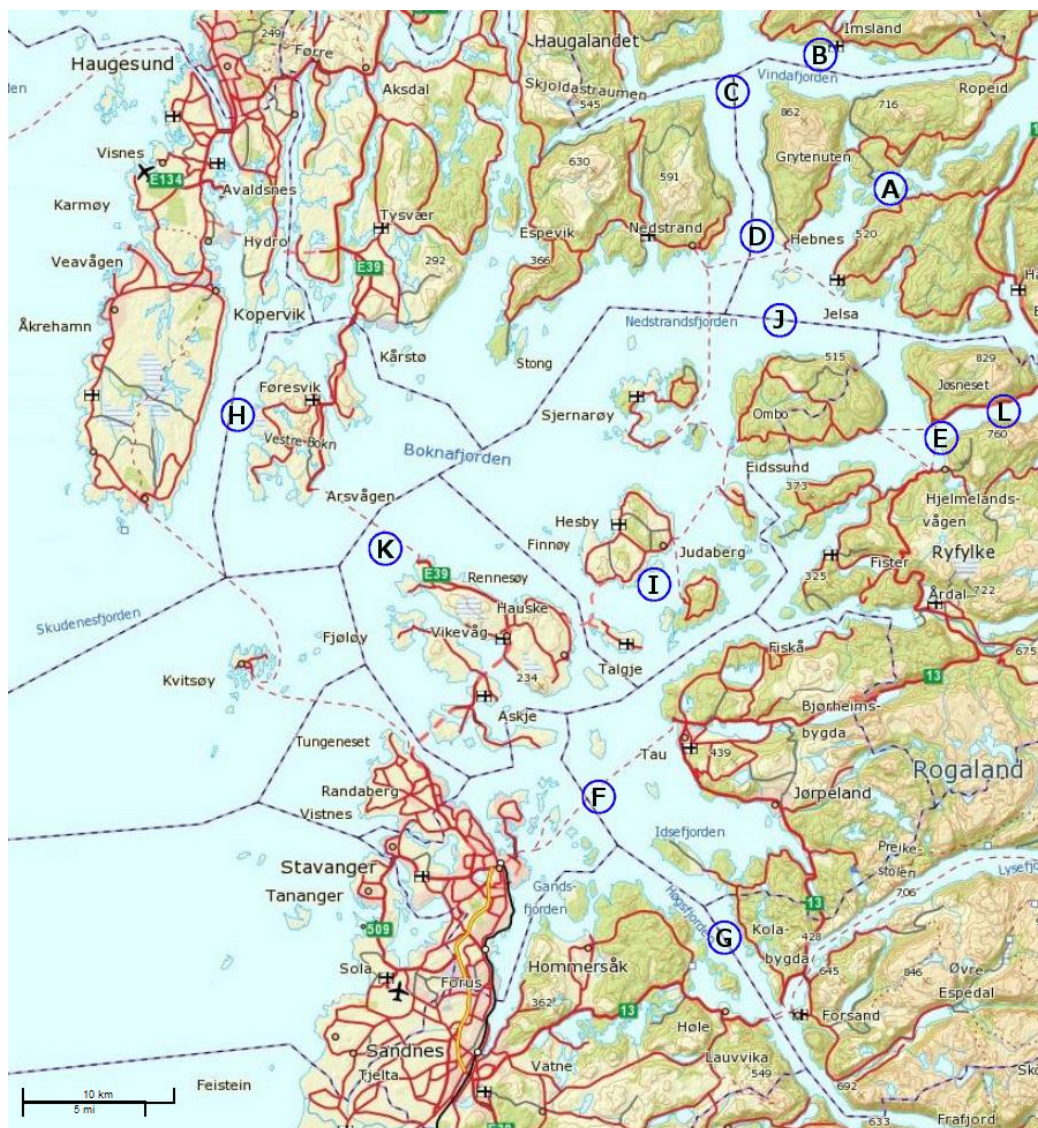 249
Førre
Haugalandet
Imsland
B
Haugesund
Aksdal
Skjoldastraumen
545
C
Vindafjorden
Ropeid
862
716
Visnes
E134
630
591
Grytenuten
A
Avaldsnes
Karmøy
Tysvær
Espevik
Nedstrand
D
Hebnes
520
Hydro
Veavågen
E39
292
366
Kopervik
Åkrehamn
Nedstrandsfjorden
J
Jelsa
Kårstø
Stong
515
829
Føresvik
Jøsneset
H
Sjernarøy
Ombo
L
Vestre Bokn
E
760
Boknafjorden
Eidssund
373
Arsvågen
Hjelmelands-
vågen
Hesby
K
Finnøy
Judaberg
Ryfylke
E39
Rennesøy
I
325
Fister
722
Årdal
Skudenesfjorden
Hauske
Fjøløy
Vikevåg
Fiskå
675
Kvitsøy
234
Talgje
13
Askje
Bjørheims-
bygda
Tungeneset
Tau
439
Rogaland
Randaberg
F
Jørpeland
Vistnes
Idsefjorden
Preike-
stolen
Stavanger
Gands-
fjorden
706
Lysefj
Tananger
Høgsfjorden
13
509
G
Kola-
bygda
428
Sola
Hommersåk
645
846
Øvre
Espedal
Forus
362
13
Høle
Forsand
Sandnes
Lauvvika
Tjelta
Vatne
549
Feistein
692
10 km
5 mi
633
Frafjord